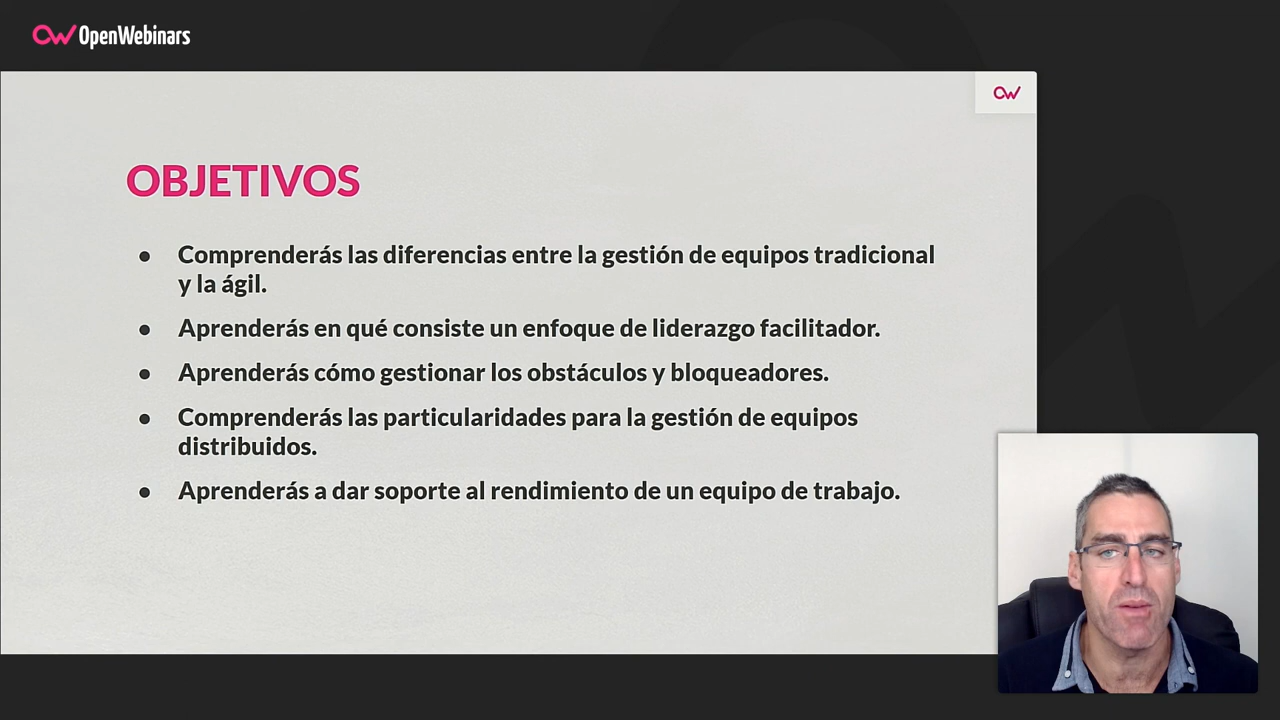 OpenWebinars
OBJETIVOS
● Comprenderás las diferencias entre la gestión de equipos tradicional
y la ágil.
● Aprenderás en qué consiste un enfoque de liderazgo facilitador.
● Aprenderás cómo gestionar los obstáculos y bloqueadores.
● Comprenderás las particularidades para la gestión de equipos
distribuidos.
● Aprenderás a dar soporte al rendimiento de un equipo de trabajo.